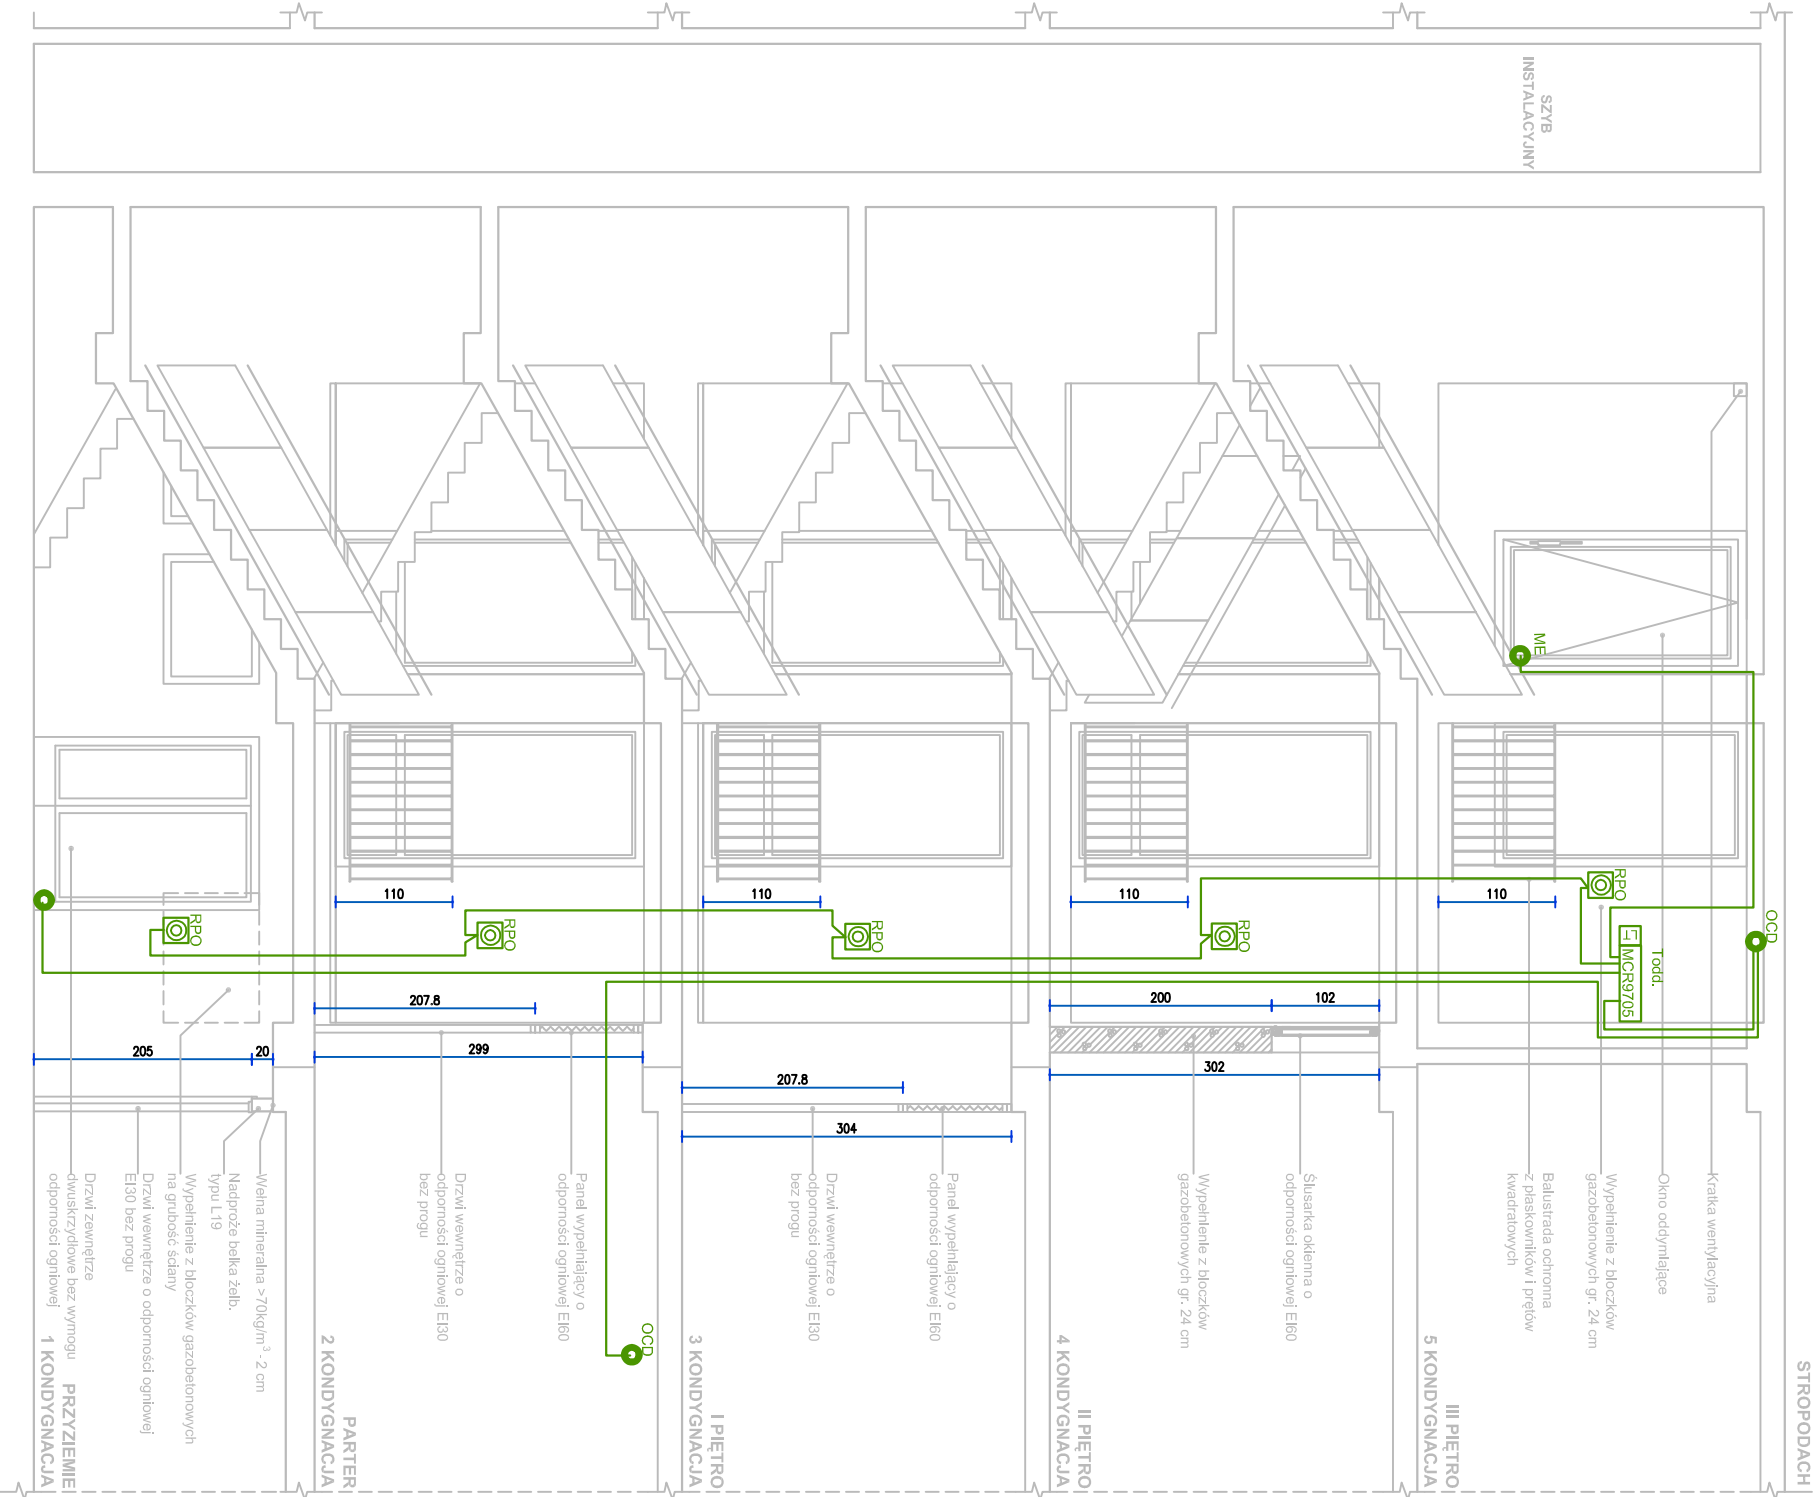 SZYB
INSTALACYJNY
STROPODACH
Kratka wentylacyjna
Okno oddymiające
Wypełnienie z bloczków
gazobetonowych gr. 24 cm
Balustrada ochronna
z płaskowników i prętów
kwadratowych
III PIĘTRO
5 KONDYGNACJA
ME
RPO
OCD
Todd.
MCR9705
110
Ślusarka okienna o
odporności ogniowej EI60
Wypełnienie z bloczków
gazobetonowych gr. 24 cm
II PIĘTRO
4 KONDYGNACJA
RPO
110
200
102
302
Panel wypełniający o
odporności ogniowej EI60
Drzwi wewnętrze o
odporności ogniowej EI30
bez progu
I PIĘTRO
3 KONDYGNACJA
RPO
110
207.8
304
Panel wypełniający o
odporności ogniowej EI60
Drzwi wewnętrze o
odporności ogniowej EI30
bez progu
PARTER
2 KONDYGNACJA
RPO
OCD
110
207.8
299
Wełna mineralna >70kg/m³ - 2 cm
Nadproże belka żelb.
typu L19
Wypełnienie z bloczków gazobetonowych
na grubość ściany
Drzwi wewnętrze o odporności ogniowej
EI30 bez progu
Drzwi zewnętrze
dwuskrzydłowe bez wymogu
odporności ogniowej
PRZYZIEMIE
1 KONDYGNACJA
RPO
205
20